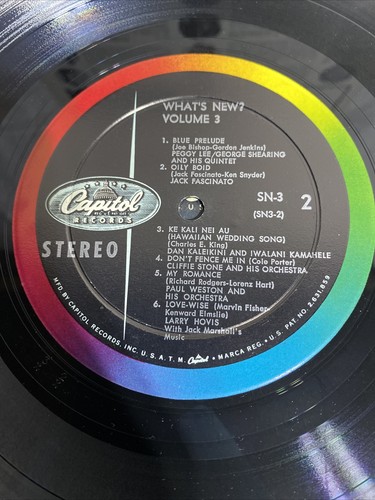 WHAT'S NEW?
VOLUME 3
1. BLUE PRELUDE
(Joe Bishop-Gordon Jenkins)
PEGGY LEE/GEORGE SHEARING
AND HIS QUINTET
2. OILY BOID
(Jack Fascinato-Ken Snyder)
JACK FASCINATO
Capitol
RECORDS
SN-3
(SN3-2)
2
STEREO
3. KE KALI NEI AU
(HAWAIIAN WEDDING SONG)
(Charles E. King)
DAN KALEIKINI AND IWALANI KAMAHELE
4. DON'T FENCE ME IN (Cole Porter)
CLIFFIE STONE AND HIS ORCHESTRA
5. MY ROMANCE
(Richard Rodgers-Lorenz Hart)
PAUL WESTON AND
HIS ORCHESTRA
6. LOVE-WISE (Marvin Fisher-
Kenward Elmslie)
LARRY HOVIS
With Jack Marshall's
Music
MFD BY CAPITOL RECORDS, INC. U.S.A. T.M. Capitol MARCA REG. • U.S. PAT. NO. 2,631,859